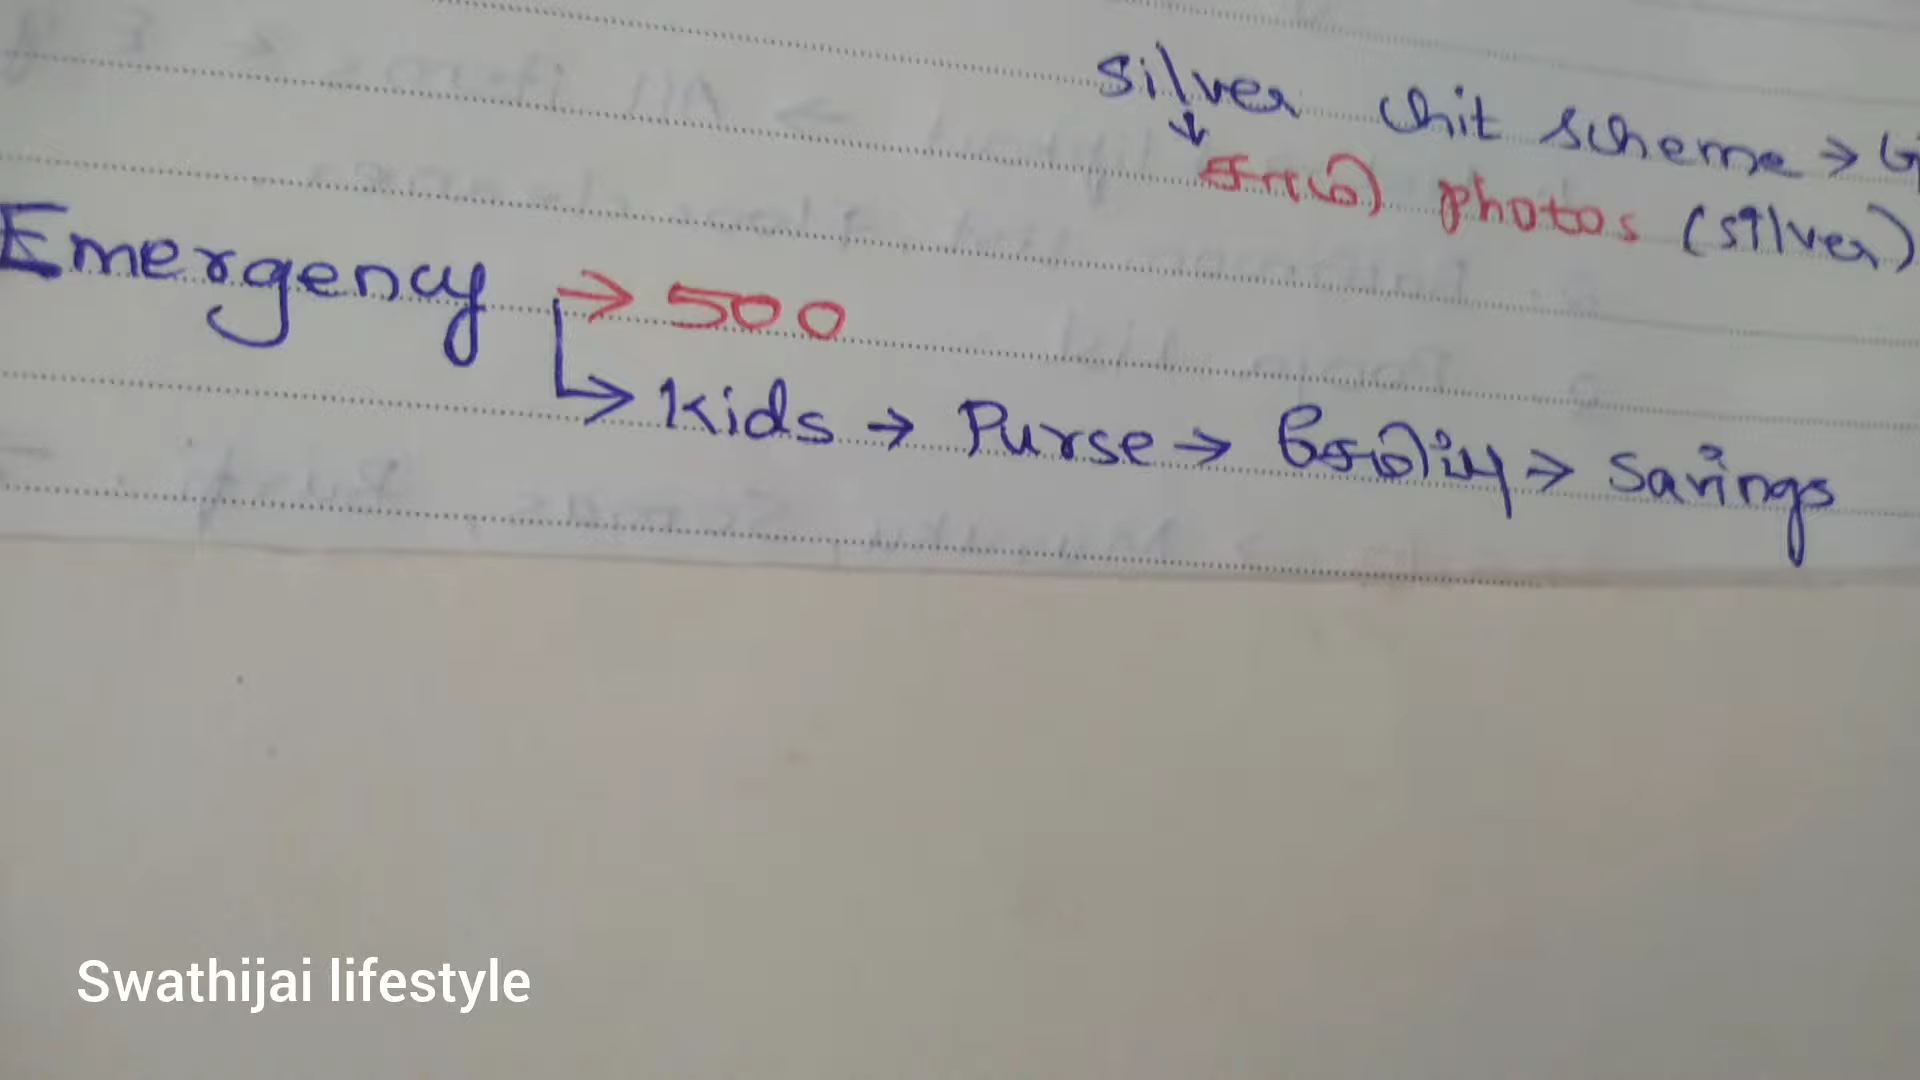 Silver chit scheme →
↓
சாமி photos (silver)
Emergency → 500
→ Kids → Purse → சேமிப்பு → Savings
Swathijai lifestyle